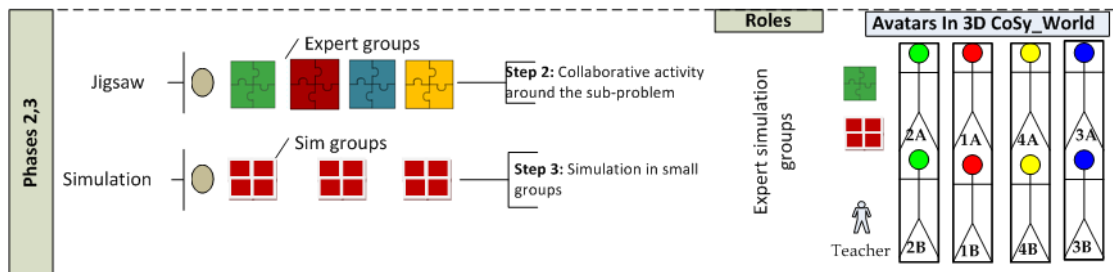 Phases 2,3
Jigsaw
Expert groups
Step 2: Collaborative activity
around the sub-problem
Simulation
Sim groups
Step 3: Simulation in small
groups
Roles
Expert simulation
groups
Teacher
Avatars In 3D CoSy_World
2A 1A 4A 3A
2B 1B 4B 3B